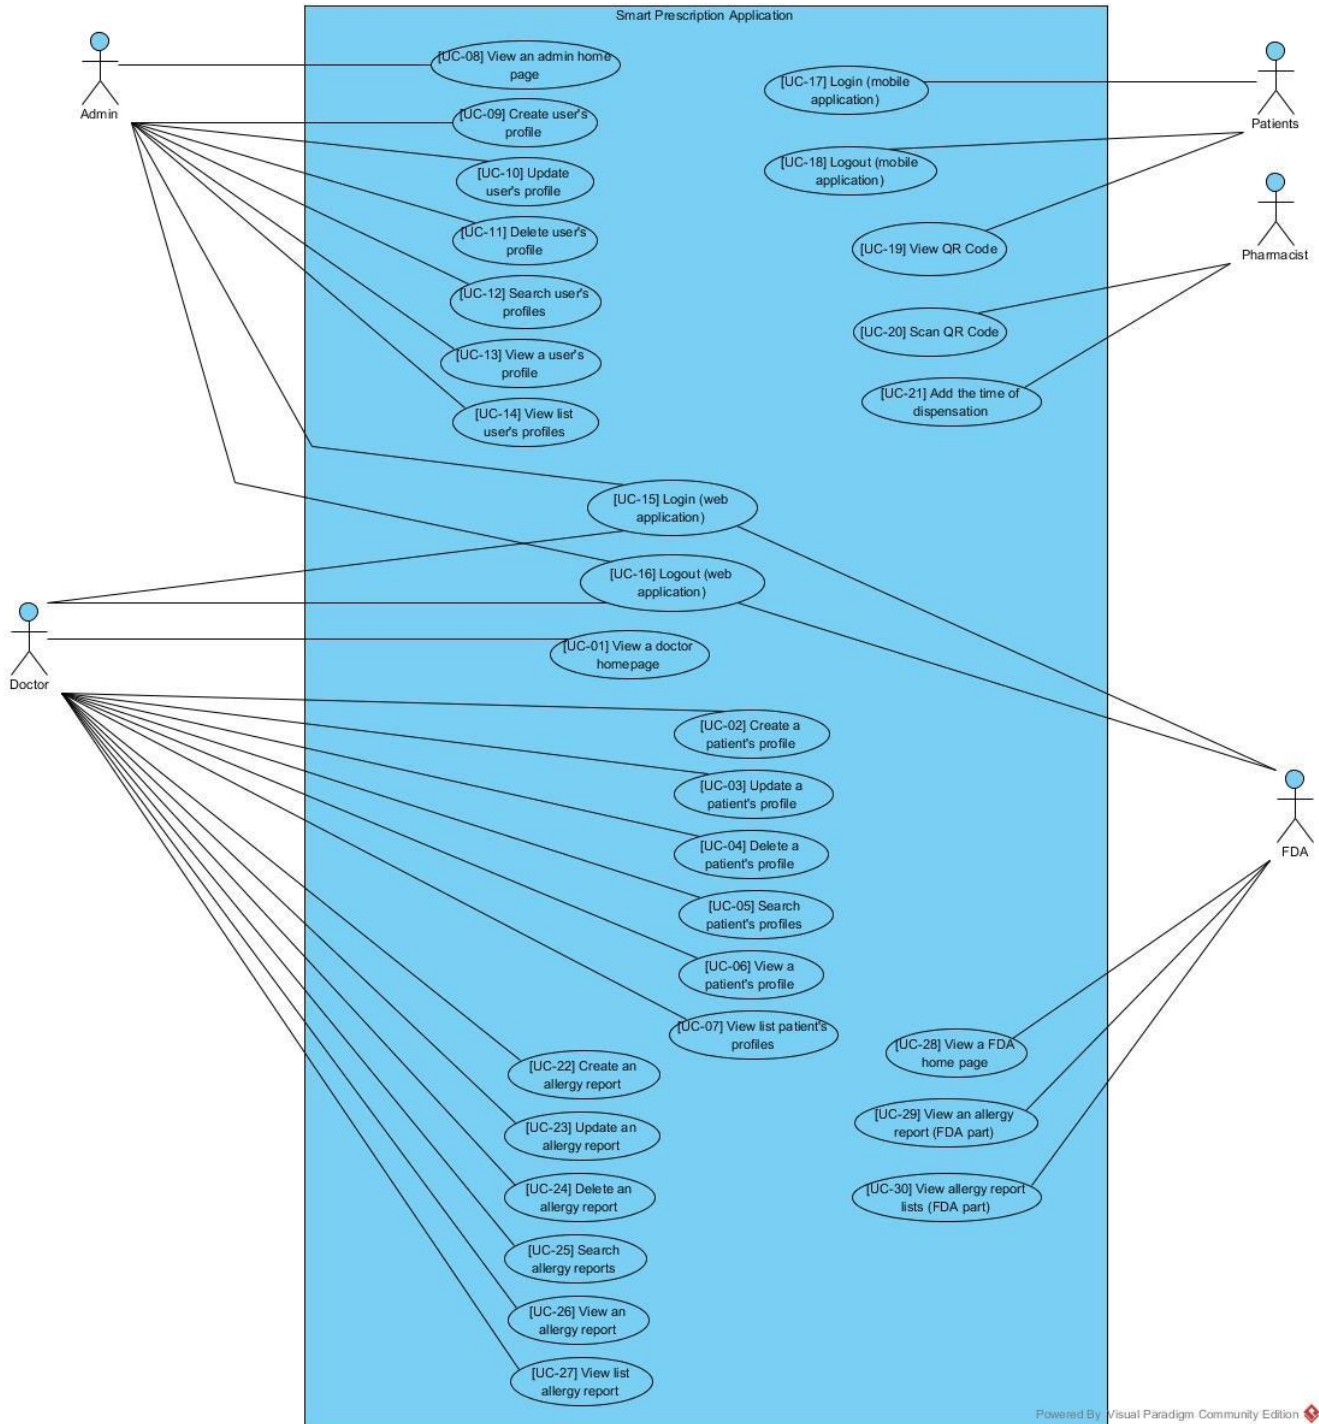 Smart Prescription Application
Admin
[UC-08] View an admin home
page
[UC-09] Create user's
profile
[UC-10] Update
user's profile
[UC-11] Delete user's
profile
[UC-12] Search user's
profiles
[UC-13] View a user's
profile
[UC-14] View list
user's profiles
[UC-17] Login (mobile
application)
[UC-18] Logout (mobile
application)
[UC-19] View QR Code
[UC-20] Scan QR Code
[UC-21] Add the time of
dispensation
Patients
Pharmacist
[UC-15] Login (web
application)
[UC-16] Logout (web
application)
[UC-01] View a doctor
homepage
Doctor
[UC-02] Create a
patient's profile
[UC-03] Update a
patient's profile
[UC-04] Delete a
patient's profile
[UC-05] Search
patient's profiles
[UC-06] View a
patient's profile
[UC-07] View list patient's
profiles
FDA
[UC-22] Create an
allergy report
[UC-23] Update an
allergy report
[UC-24] Delete an
allergy report
[UC-25] Search
allergy reports
[UC-26] View an
allergy report
[UC-27] View list
allergy report
[UC-28] View a FDA
home page
[UC-29] View an allergy
report (FDA part)
[UC-30] View allergy report
lists (FDA part)
Powered By Visual Paradigm Community Edition